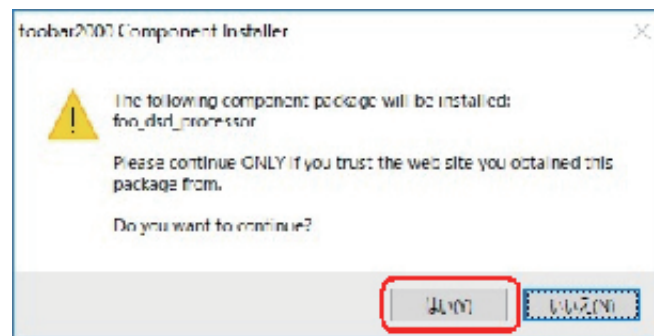 foobar2000 Component Installer
The following component package will be installed:
foo_dsd_processor
Please continue ONLY if you trust the web site you obtained this
package from.
Do you want to continue?
はい(Y)
いいえ(N)